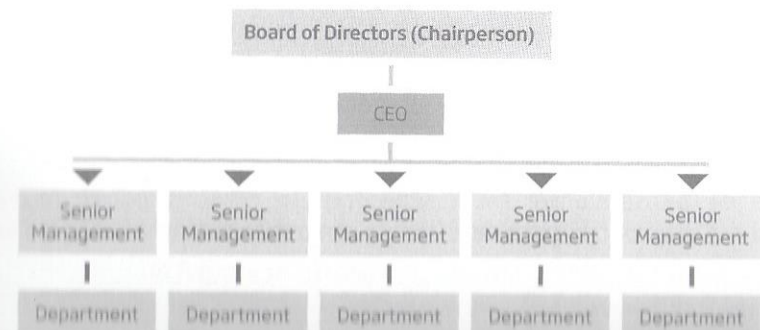 Board of Directors (Chairperson)
CEO
Senior
Management
Senior
Management
Senior
Management
Senior
Management
Senior
Management
Department
Department
Department
Department
Department